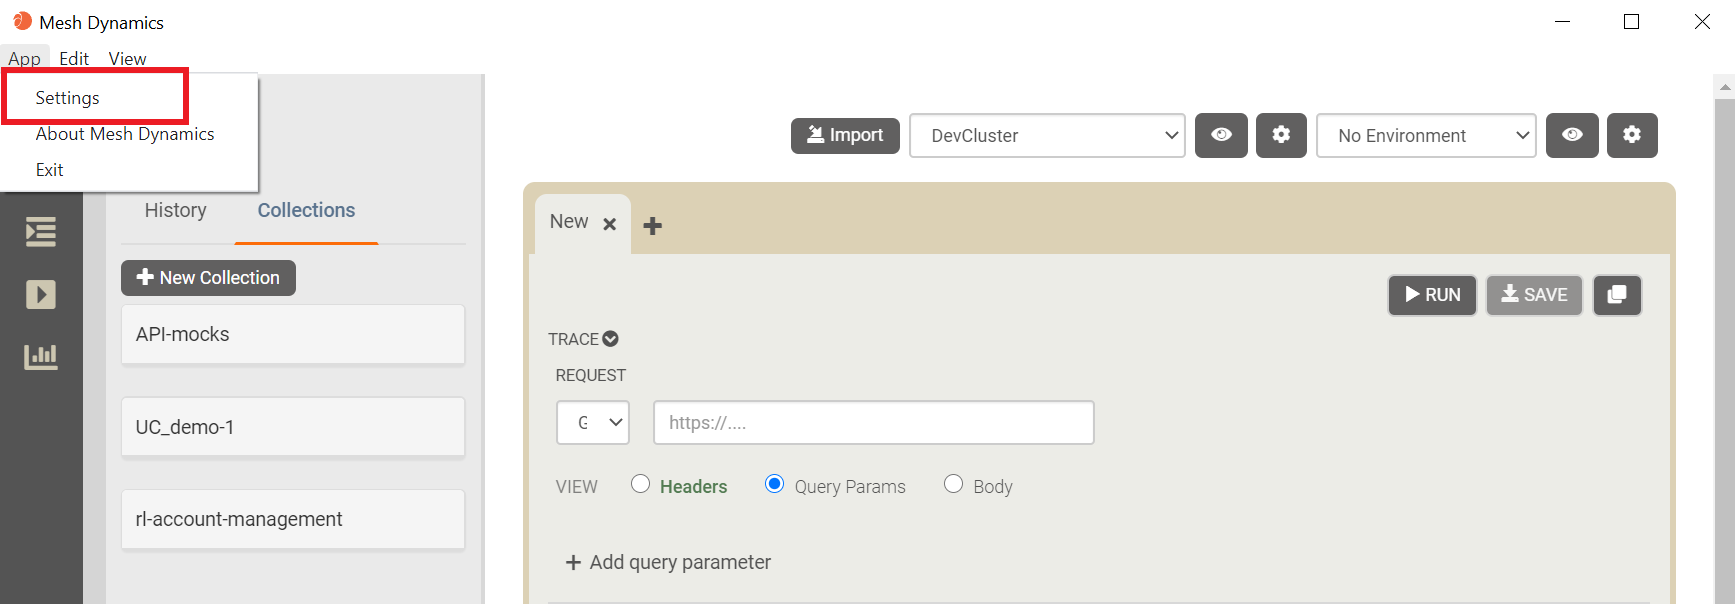 Mesh Dynamics
App Edit View
Settings
About Mesh Dynamics
Exit
Import DevCluster No Environment
History Collections
New Collection
API-mocks
UC_demo-1
rl-account-management
New
RUN SAVE
TRACE
REQUEST
G https://....
VIEW Headers Query Params Body
Add query parameter